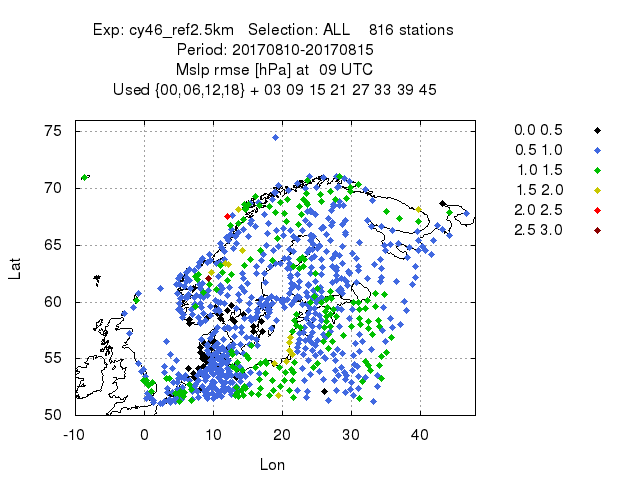 Exp: cy46_ref2.5km Selection: ALL 816 stations
Period: 20170810-20170815
Mslp rmse [hPa] at 09 UTC
Used {00,06,12,18} + 03 09 15 21 27 33 39 45
75
70
65
60
55
50
Lat
-10 0 10 20 30 40
Lon
0.0 0.5
0.5 1.0
1.0 1.5
1.5 2.0
2.0 2.5
2.5 3.0